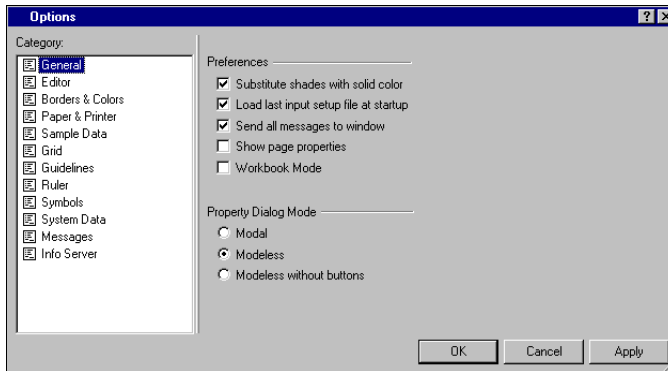 Options
Category:
General
Editor
Borders & Colors
Paper & Printer
Sample Data
Grid
Guidelines
Ruler
Symbols
System Data
Messages
Info Server
Preferences
Substitute shades with solid color
Load last input setup file at startup
Send all messages to window
Show page properties
Workbook Mode
Property Dialog Mode
Modal
Modeless
Modeless without buttons
OK
Cancel
Apply